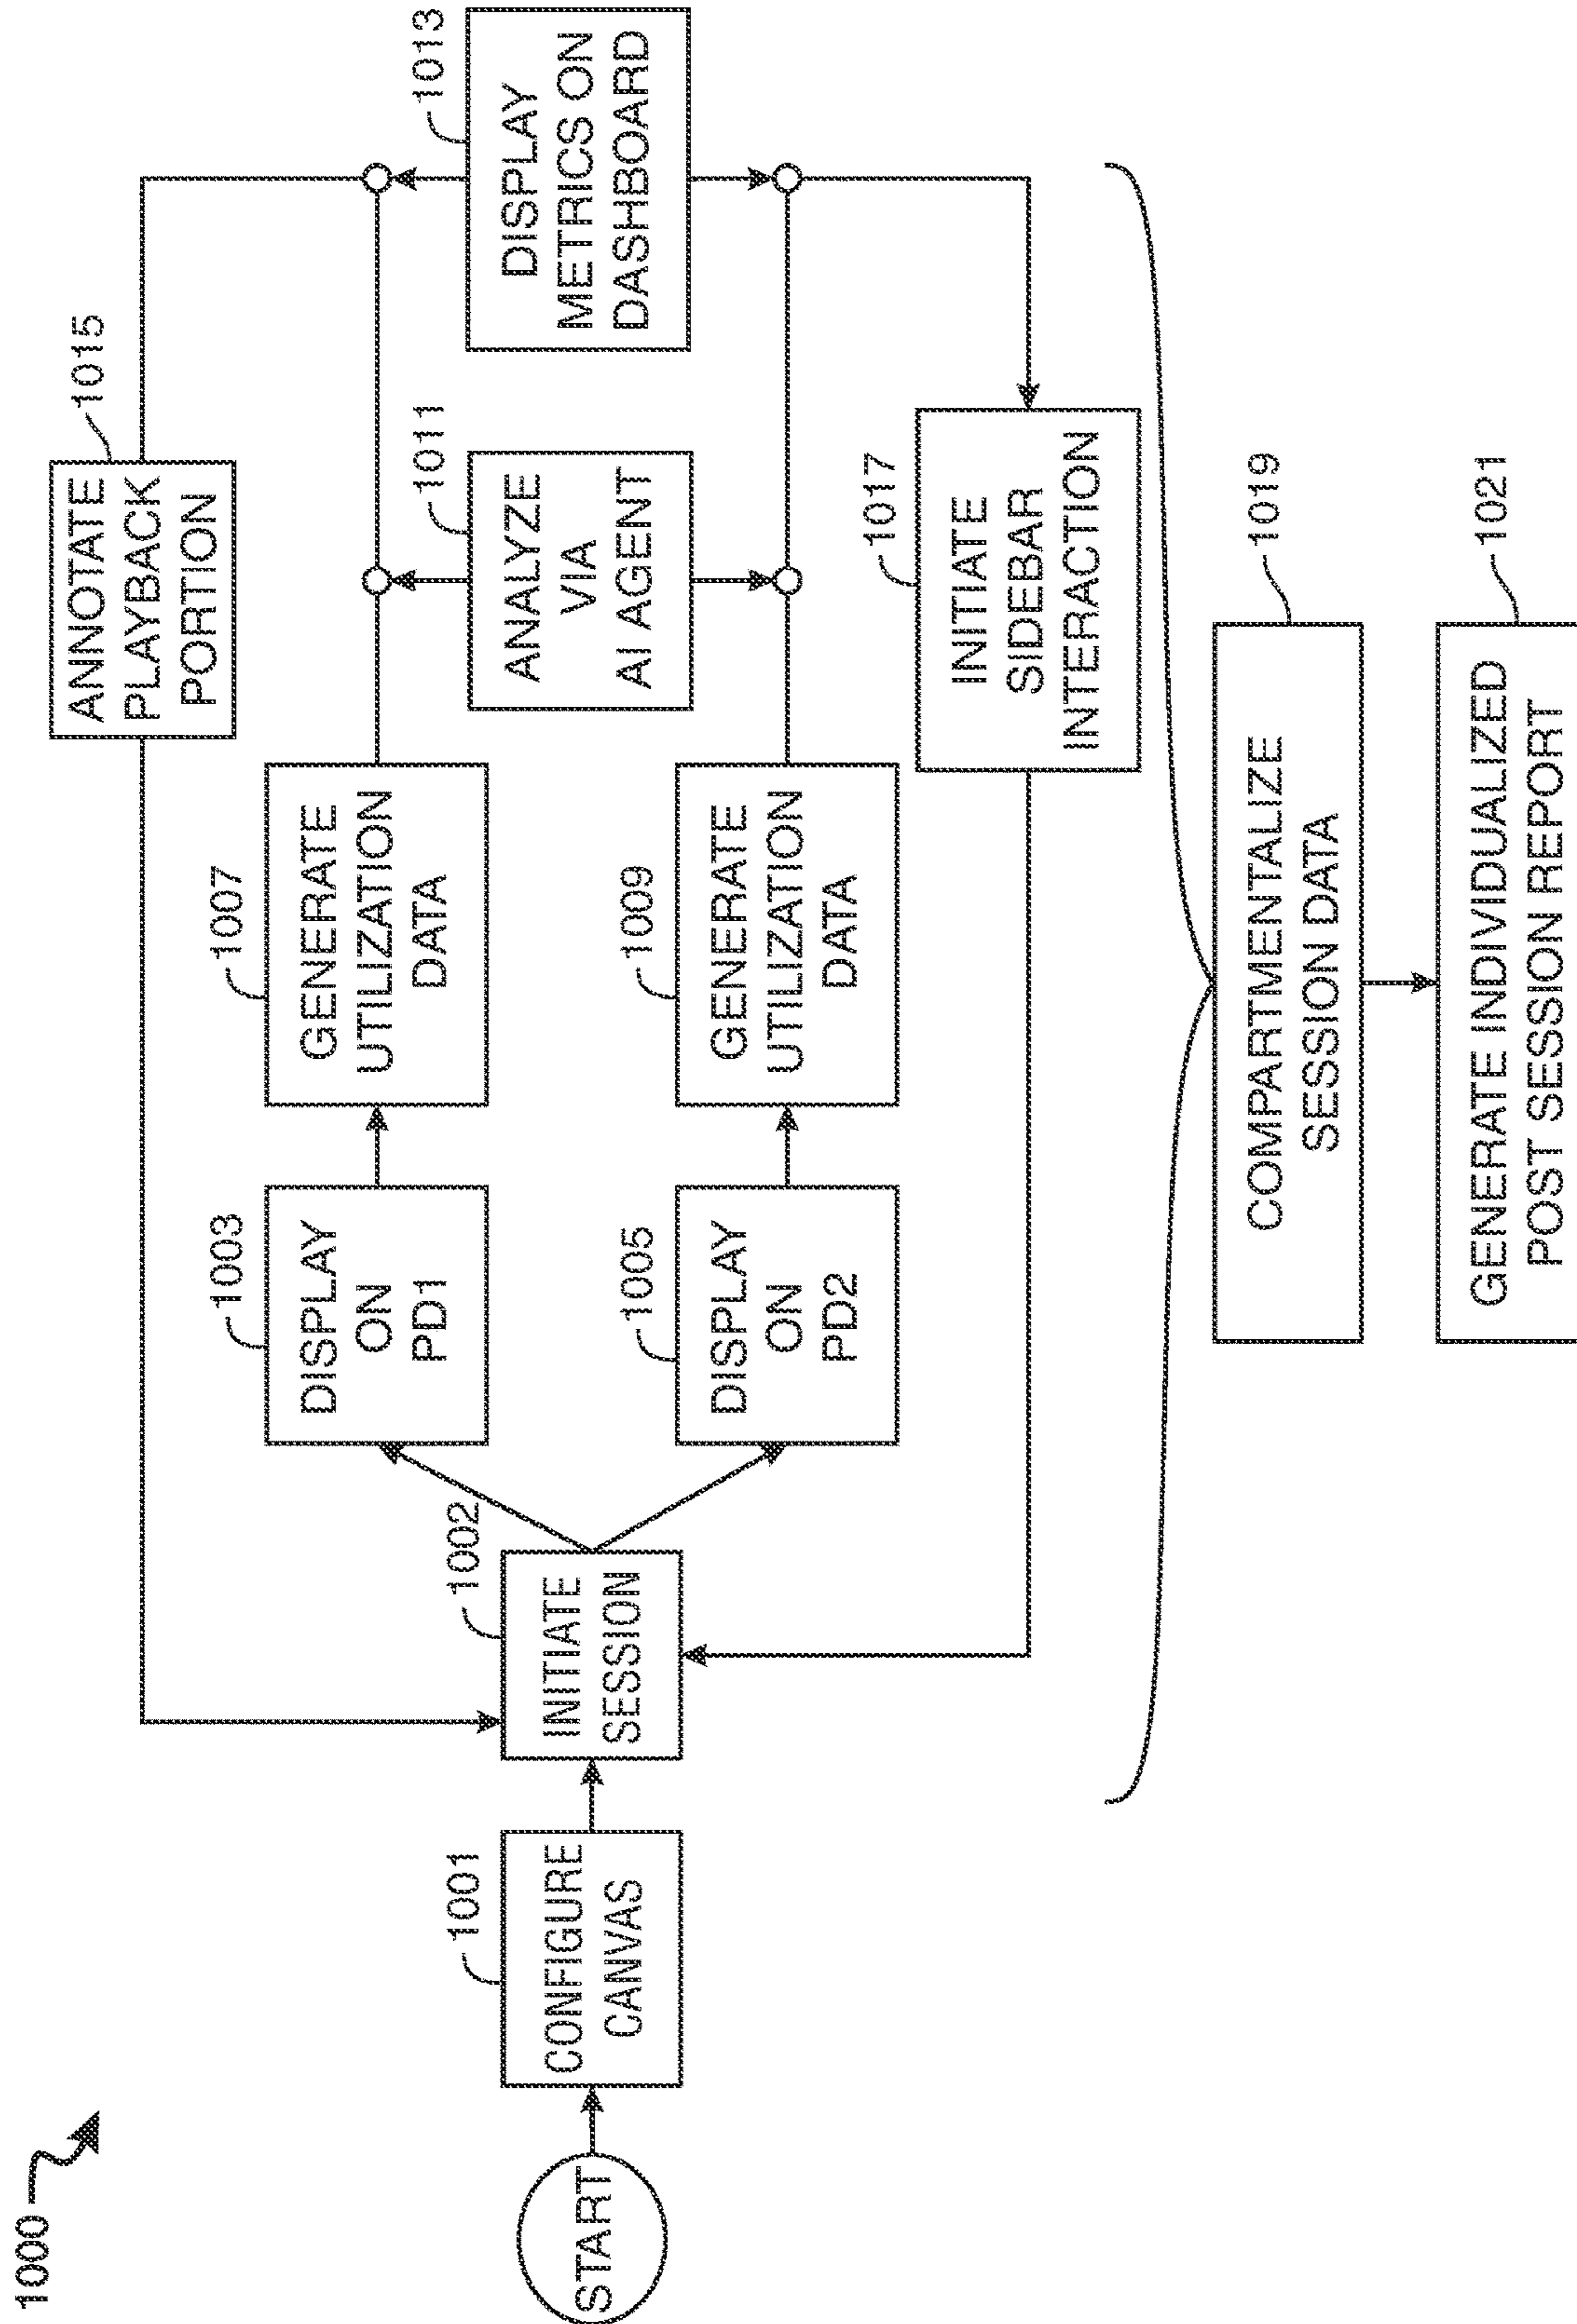 1000
START
1001
CONFIGURE
CANVAS
1002
INITIATE
SESSION
1003
DISPLAY
ON
PD1
1005
DISPLAY
ON
PD2
1007
GENERATE
UTILIZATION
DATA
1009
GENERATE
UTILIZATION
DATA
1011
ANALYZE
VIA
AI AGENT
1013
DISPLAY
METRICS ON
DASHBOARD
1015
ANNOTATE
PLAYBACK
PORTION
1017
INITIATE
SIDEBAR
INTERACTION
1019
COMPARTMENTALIZE
SESSION DATA
1021
GENERATE INDIVIDUALIZED
POST SESSION REPORT